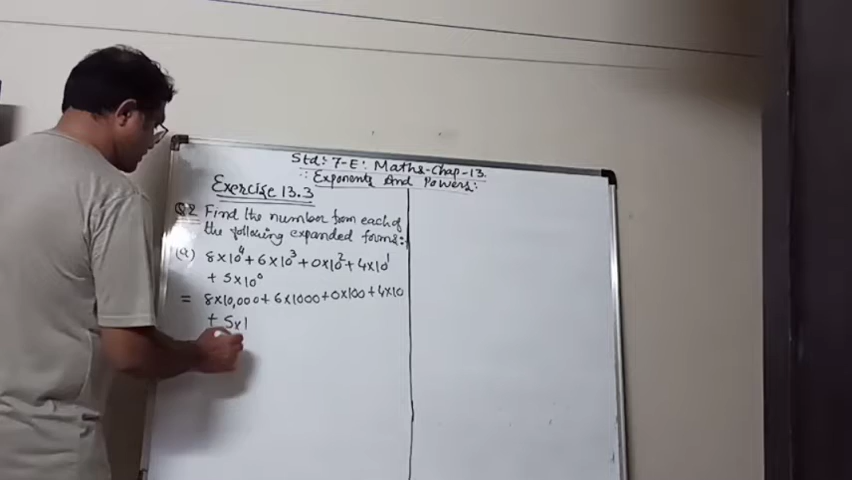 Std: 7-E: Maths-Chap-13.
:: Exponents And Powers:
Exercise 13.3
Q2 Find the number from each of
the following expanded forms:
(a) 8×10⁴+6×10³+0×10²+4×10¹
+ 5×10⁰
= 8×10,000+6×1000+0×100+4×10
+ 5×1